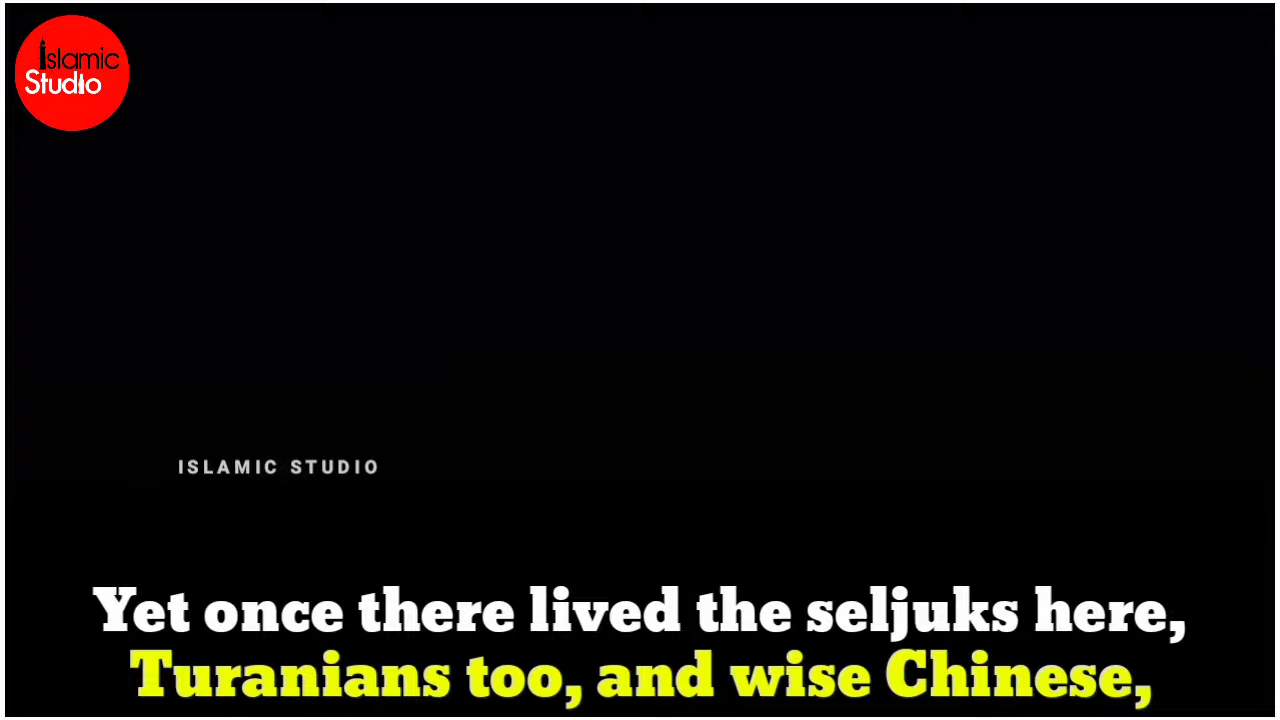 Islamic
Studio
ISLAMIC STUDIO
Yet once there lived the seljuks here,
Turanians too, and wise Chinese,